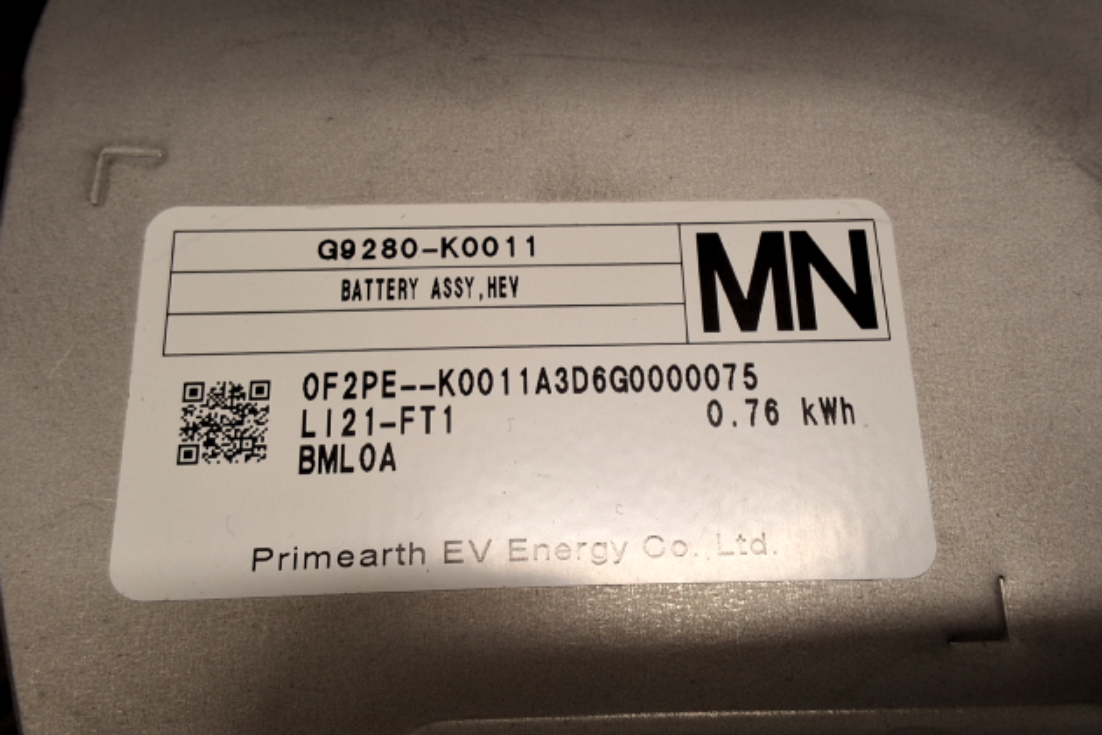 G9280-K0011
MN
BATTERY ASSY,HEV
0F2PE--K0011A3D6G0000075
LI21-FT1 0.76 kWh
BML0A
Primearth EV Energy Co.,Ltd.